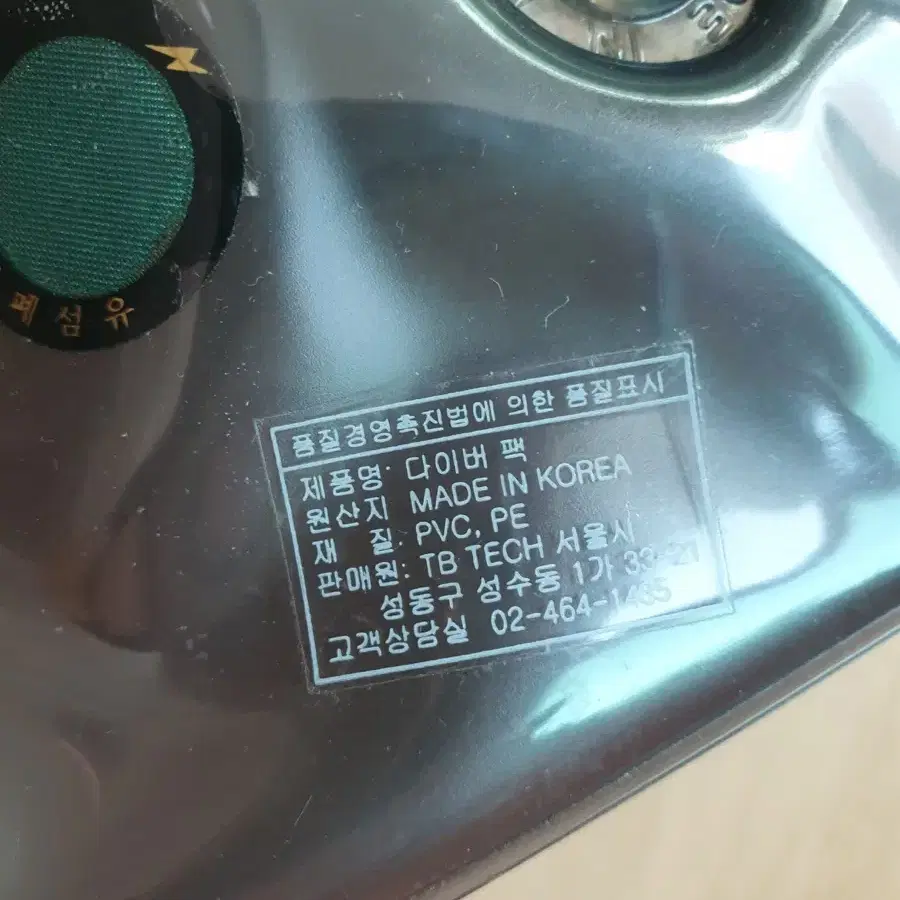 폐섬유
품질경영촉진법에 의한 품질표시
제품명: 다이버 팩
원산지 MADE IN KOREA
재 질: PVC, PE
판매원: TB TECH 서울시
성동구 성수동 1가 33-21
고객상담실 02-464-1485